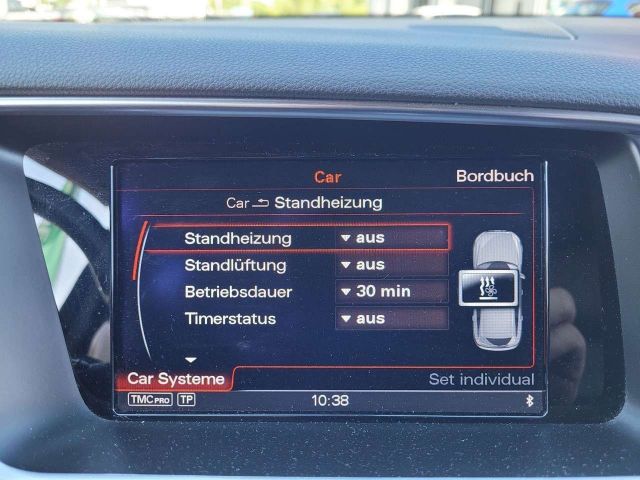 Car Bordbuch
Car Standheizung
Standheizung aus
Standlüftung aus
Betriebsdauer 30 min
Timerstatus aus
Car Systeme Set individual
TMC PRO TP 10:38